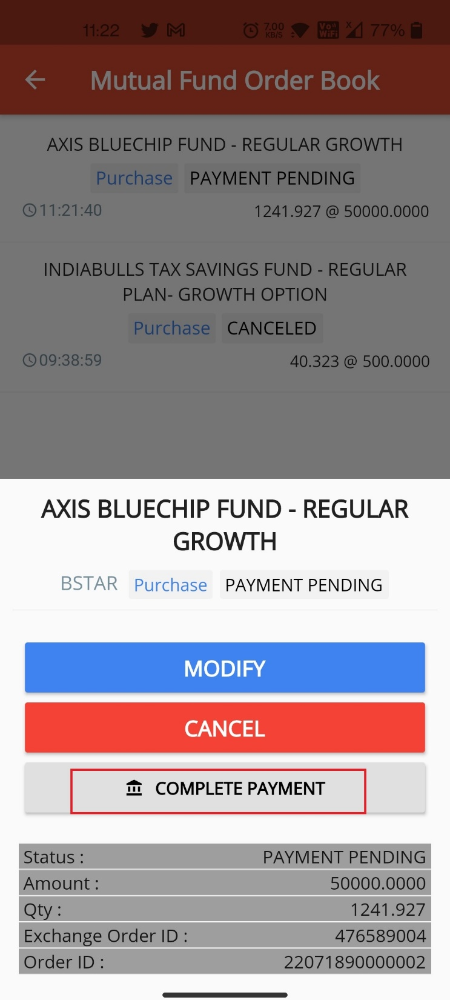 11:22 7.00 KB/S Vo WiFi X 77%
Mutual Fund Order Book
AXIS BLUECHIP FUND - REGULAR GROWTH
Purchase PAYMENT PENDING
11:21:40 1241.927 @ 50000.0000
INDIABULLS TAX SAVINGS FUND - REGULAR
PLAN- GROWTH OPTION
Purchase CANCELED
09:38:59 40.323 @ 500.0000
AXIS BLUECHIP FUND - REGULAR
GROWTH
BSTAR Purchase PAYMENT PENDING
MODIFY
CANCEL
COMPLETE PAYMENT
Status : PAYMENT PENDING
Amount : 50000.0000
Qty : 1241.927
Exchange Order ID : 476589004
Order ID : 22071890000002